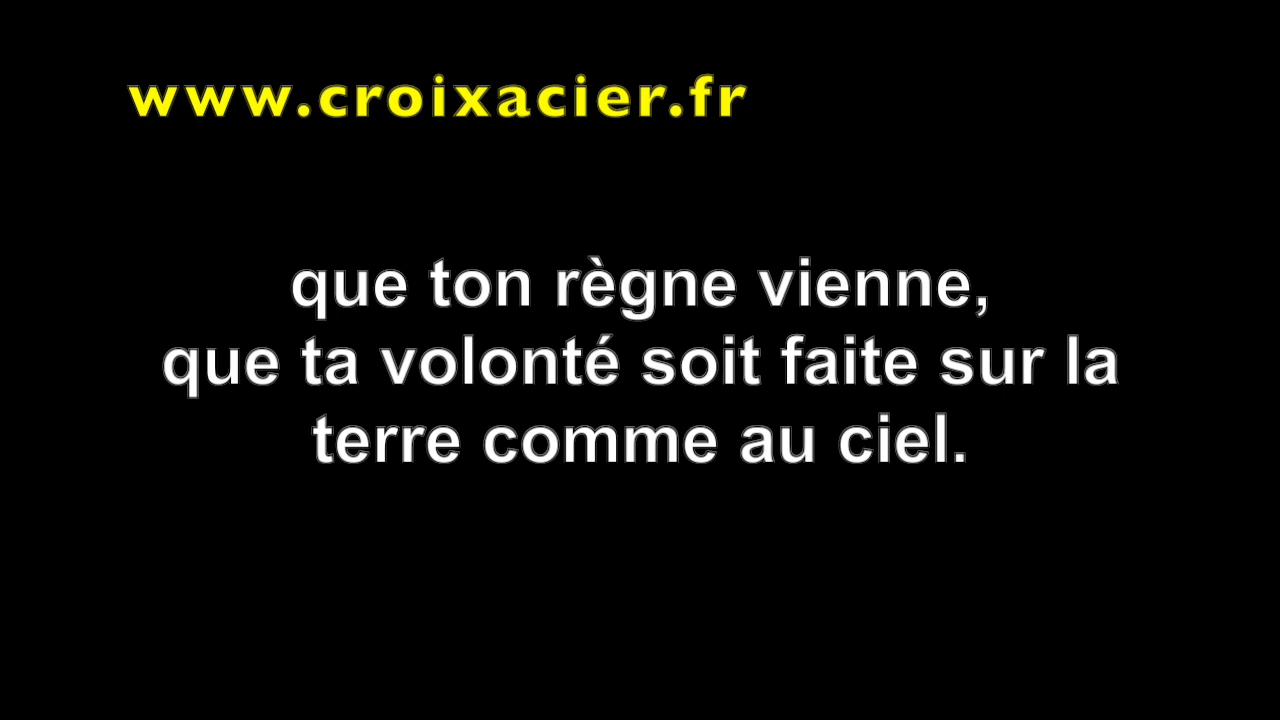 www.croixacier.fr
que ton règne vienne,
que ta volonté soit faite sur la
terre comme au ciel.